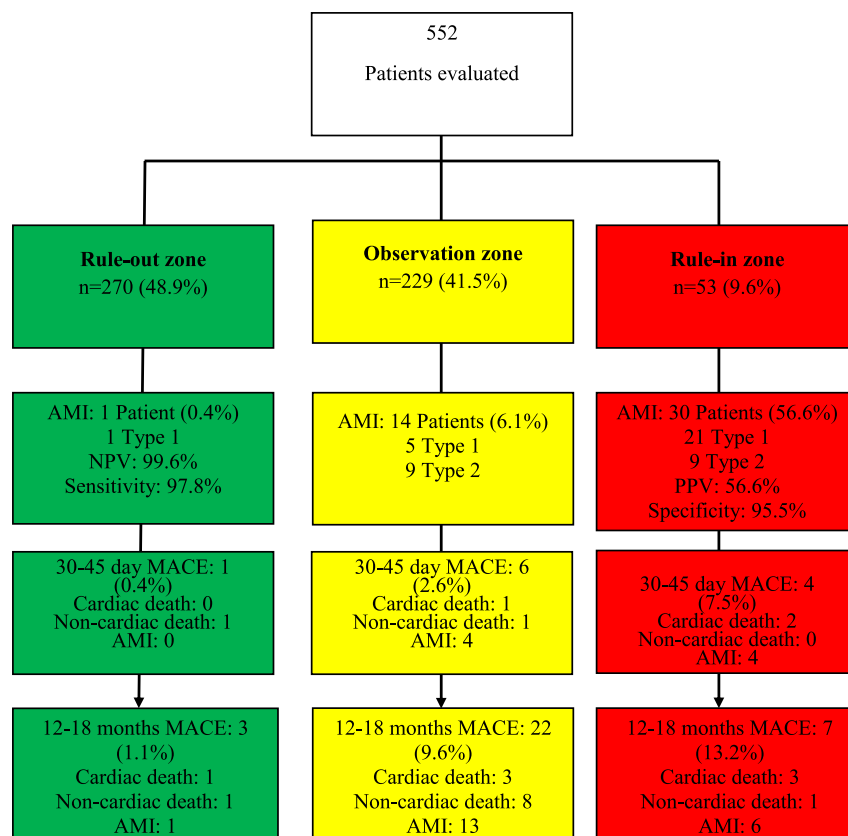 552
Patients evaluated
Rule-out zone
n=270 (48.9%)
Observation zone
n=229 (41.5%)
Rule-in zone
n=53 (9.6%)
AMI: 1 Patient (0.4%)
1 Type 1
NPV: 99.6%
Sensitivity: 97.8%
AMI: 14 Patients (6.1%)
5 Type 1
9 Type 2
AMI: 30 Patients (56.6%)
21 Type 1
9 Type 2
PPV: 56.6%
Specificity: 95.5%
30-45 day MACE: 1
(0.4%)
Cardiac death: 0
Non-cardiac death: 1
AMI: 0
30-45 day MACE: 6
(2.6%)
Cardiac death: 1
Non-cardiac death: 1
AMI: 4
30-45 day MACE: 4
(7.5%)
Cardiac death: 2
Non-cardiac death: 0
AMI: 4
12-18 months MACE: 3
(1.1%)
Cardiac death: 1
Non-cardiac death: 1
AMI: 1
12-18 months MACE: 22
(9.6%)
Cardiac death: 3
Non-cardiac death: 8
AMI: 13
12-18 months MACE: 7
(13.2%)
Cardiac death: 3
Non-cardiac death: 1
AMI: 6